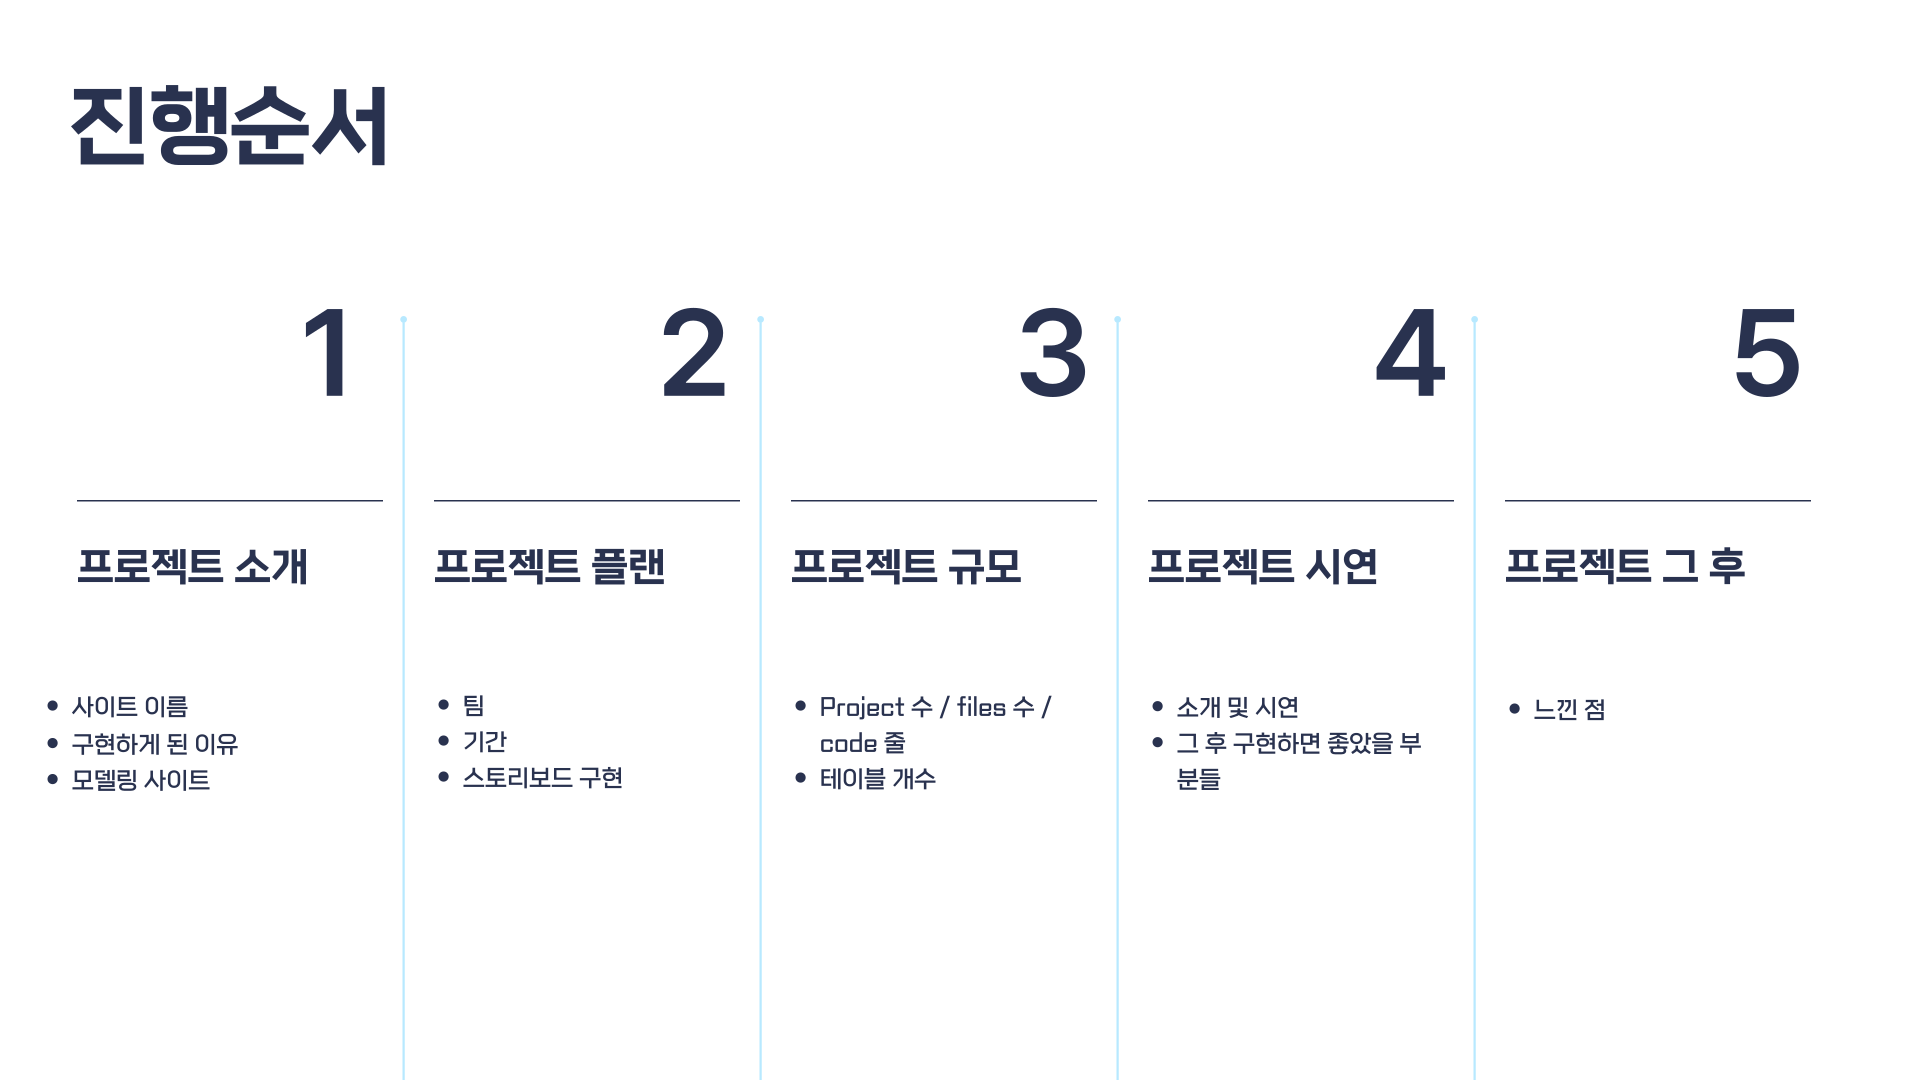 진행순서
1
프로젝트 소개
사이트 이름
구현하게 된 이유
모델링 사이트
2
프로젝트 플랜
팀
기간
스토리보드 구현
3
프로젝트 규모
Project 수 / files 수 /
code 줄
테이블 개수
4
프로젝트 시연
소개 및 시연
그 후 구현하면 좋았을 부
분들
5
프로젝트 그 후
느낀 점